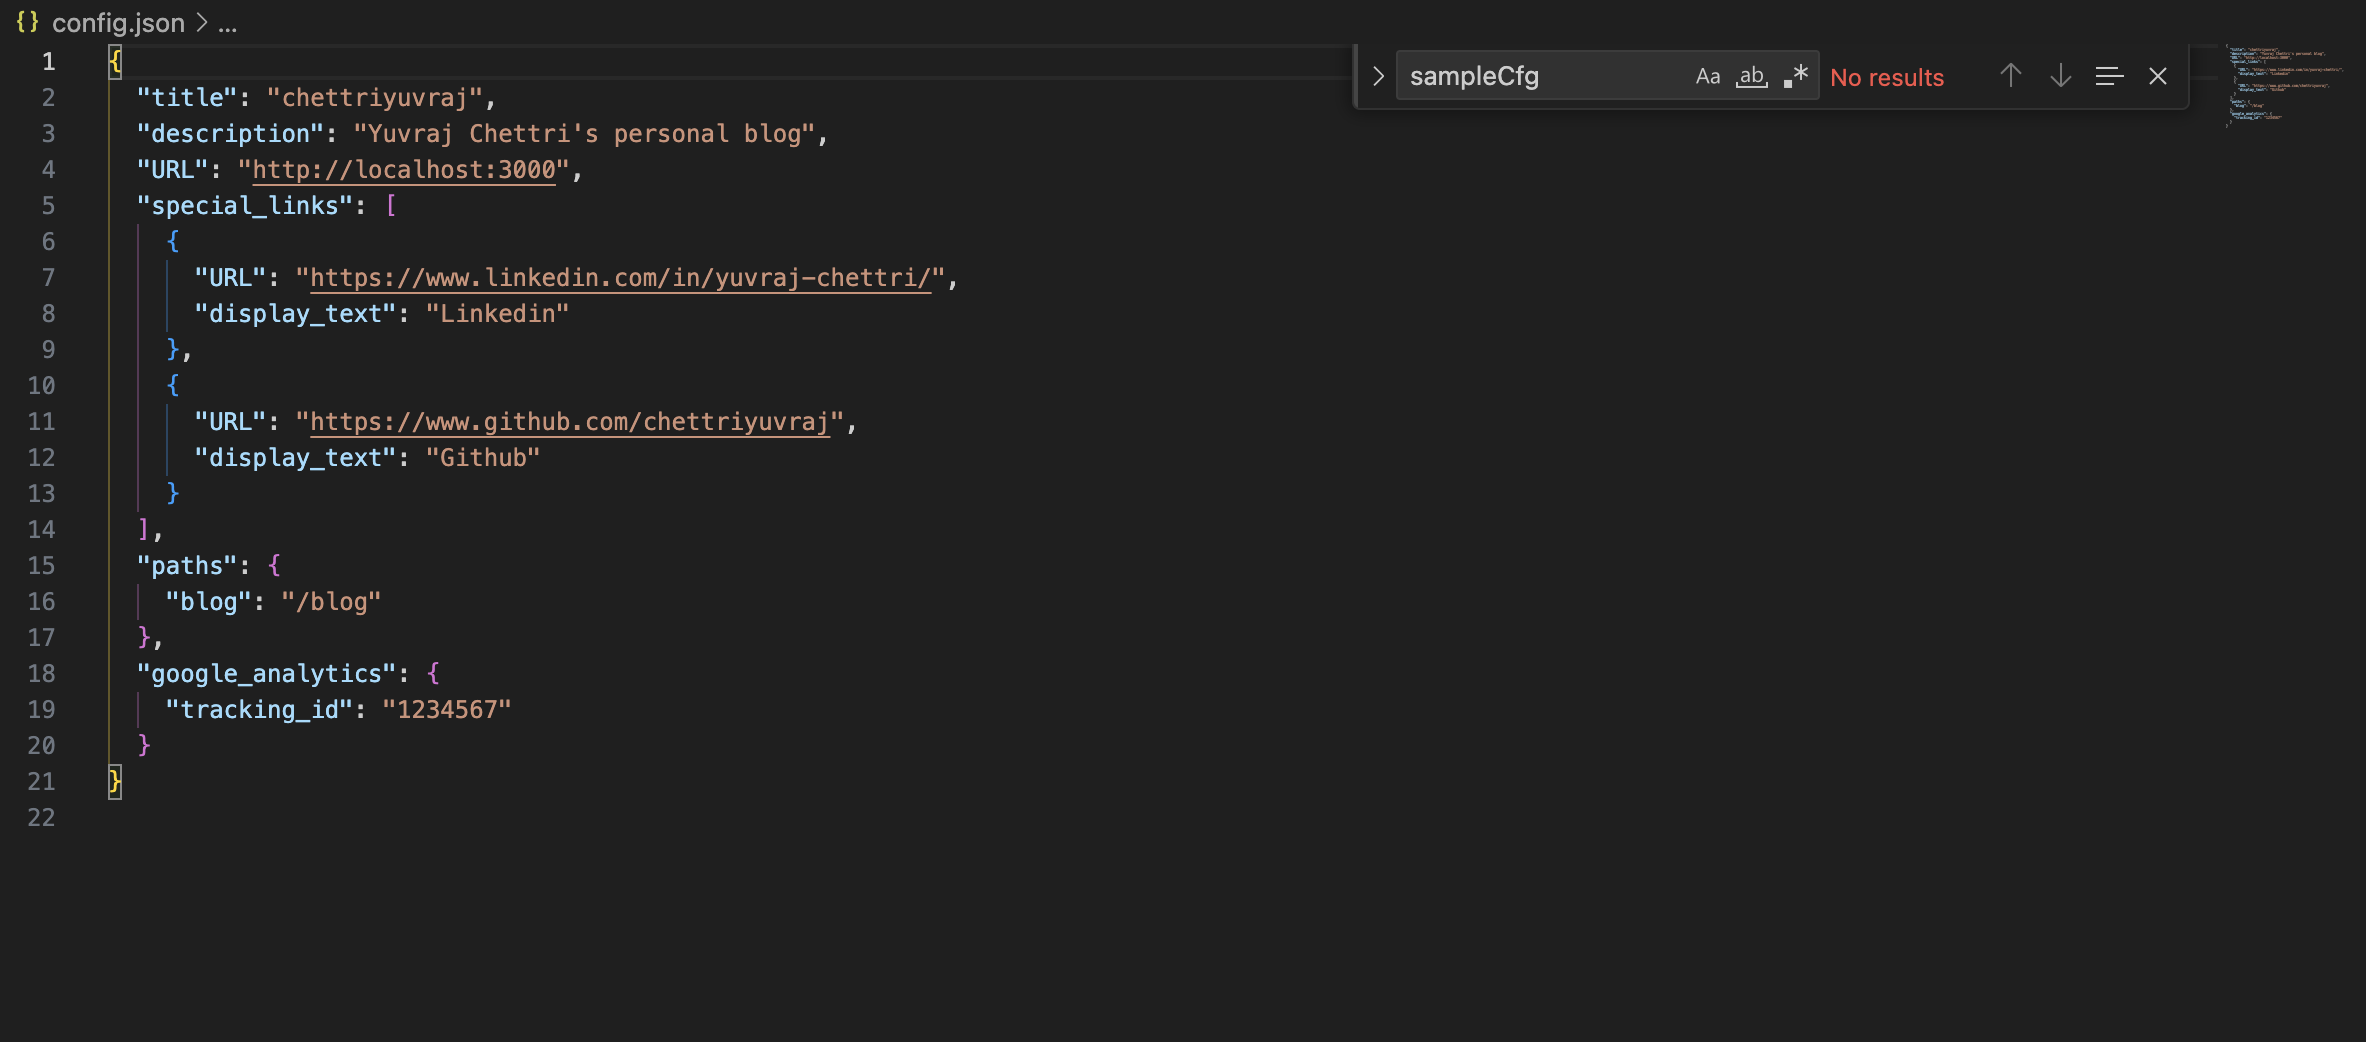 {} config.json > ...
sampleCfg Aa ab .* No results
1 {
2 "title": "chettriyuvraj",
3 "description": "Yuvraj Chettri's personal blog",
4 "URL": "http://localhost:3000",
5 "special_links": [
6 {
7 "URL": "https://www.linkedin.com/in/yuvraj-chettri/",
8 "display_text": "Linkedin"
9 },
10 {
11 "URL": "https://www.github.com/chettriyuvraj",
12 "display_text": "Github"
13 }
14 ],
15 "paths": {
16 "blog": "/blog"
17 },
18 "google_analytics": {
19 "tracking_id": "1234567"
20 }
21 }
22